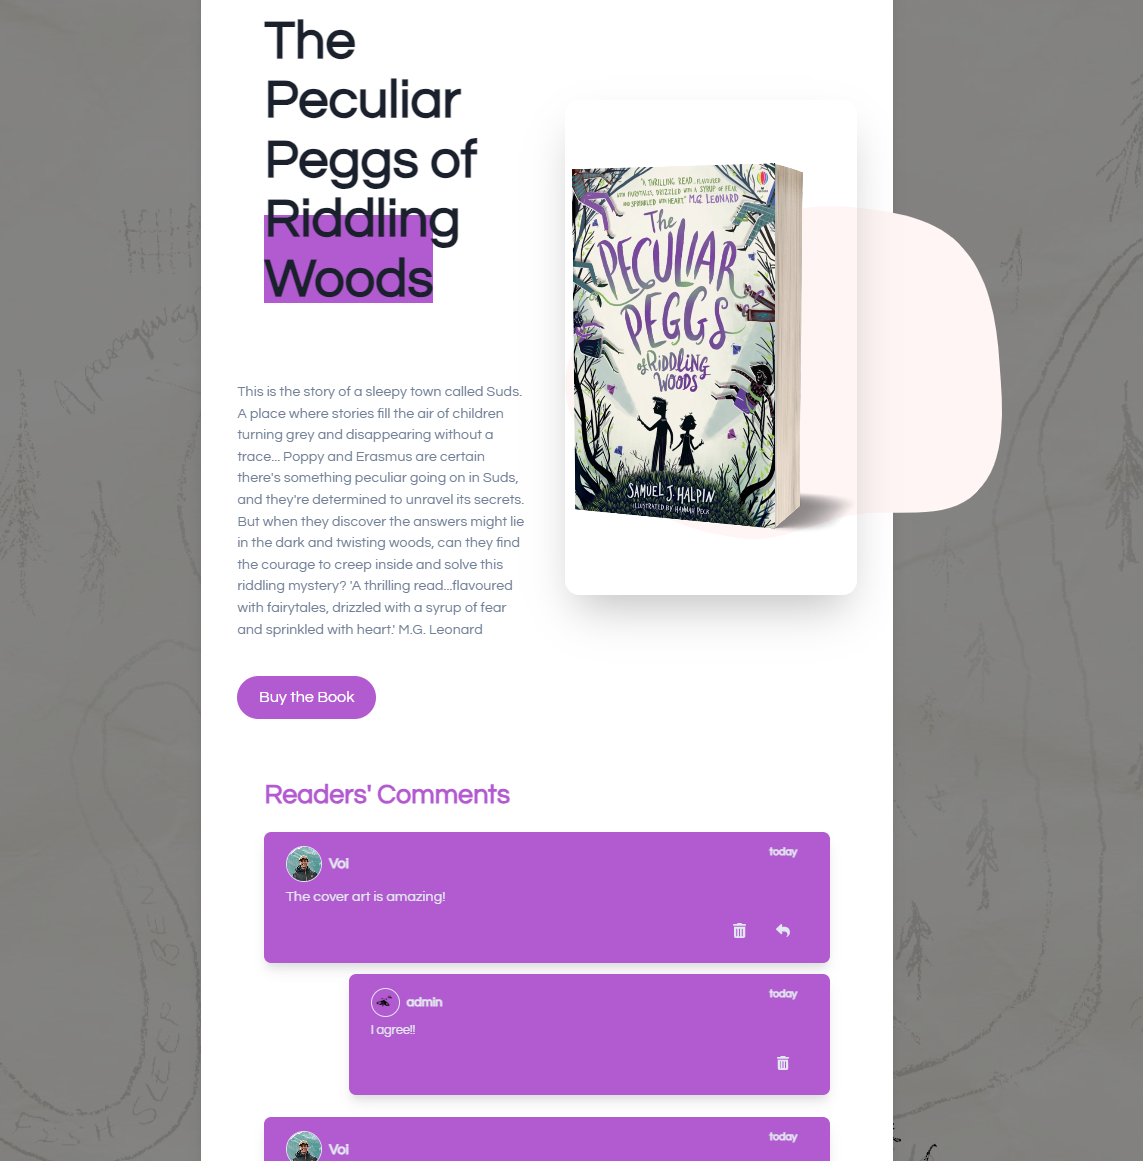 The
Peculiar
Peggs of
Riddling
Woods
"A THRILLING READ...FLAVOURED
WITH FAIRYTALES, DRIZZLED WITH A SYRUP OF FEAR
AND SPRINKLED WITH HEART." M.G. LEONARD
The
PECULIAR
PEGGS
of RIDDLING
WOODS
SAMUEL J. HALPIN
ILLUSTRATED BY HANNAH PECK
This is the story of a sleepy town called Suds.
A place where stories fill the air of children
turning grey and disappearing without a
trace... Poppy and Erasmus are certain
there's something peculiar going on in Suds,
and they're determined to unravel its secrets.
But when they discover the answers might lie
in the dark and twisting woods, can they find
the courage to creep inside and solve this
riddling mystery? 'A thrilling read...flavoured
with fairytales, drizzled with a syrup of fear
and sprinkled with heart.' M.G. Leonard
Buy the Book
Readers' Comments
Voi
today
The cover art is amazing!
admin
today
I agree!!
Voi
today
SLEEPER BEN
FISH